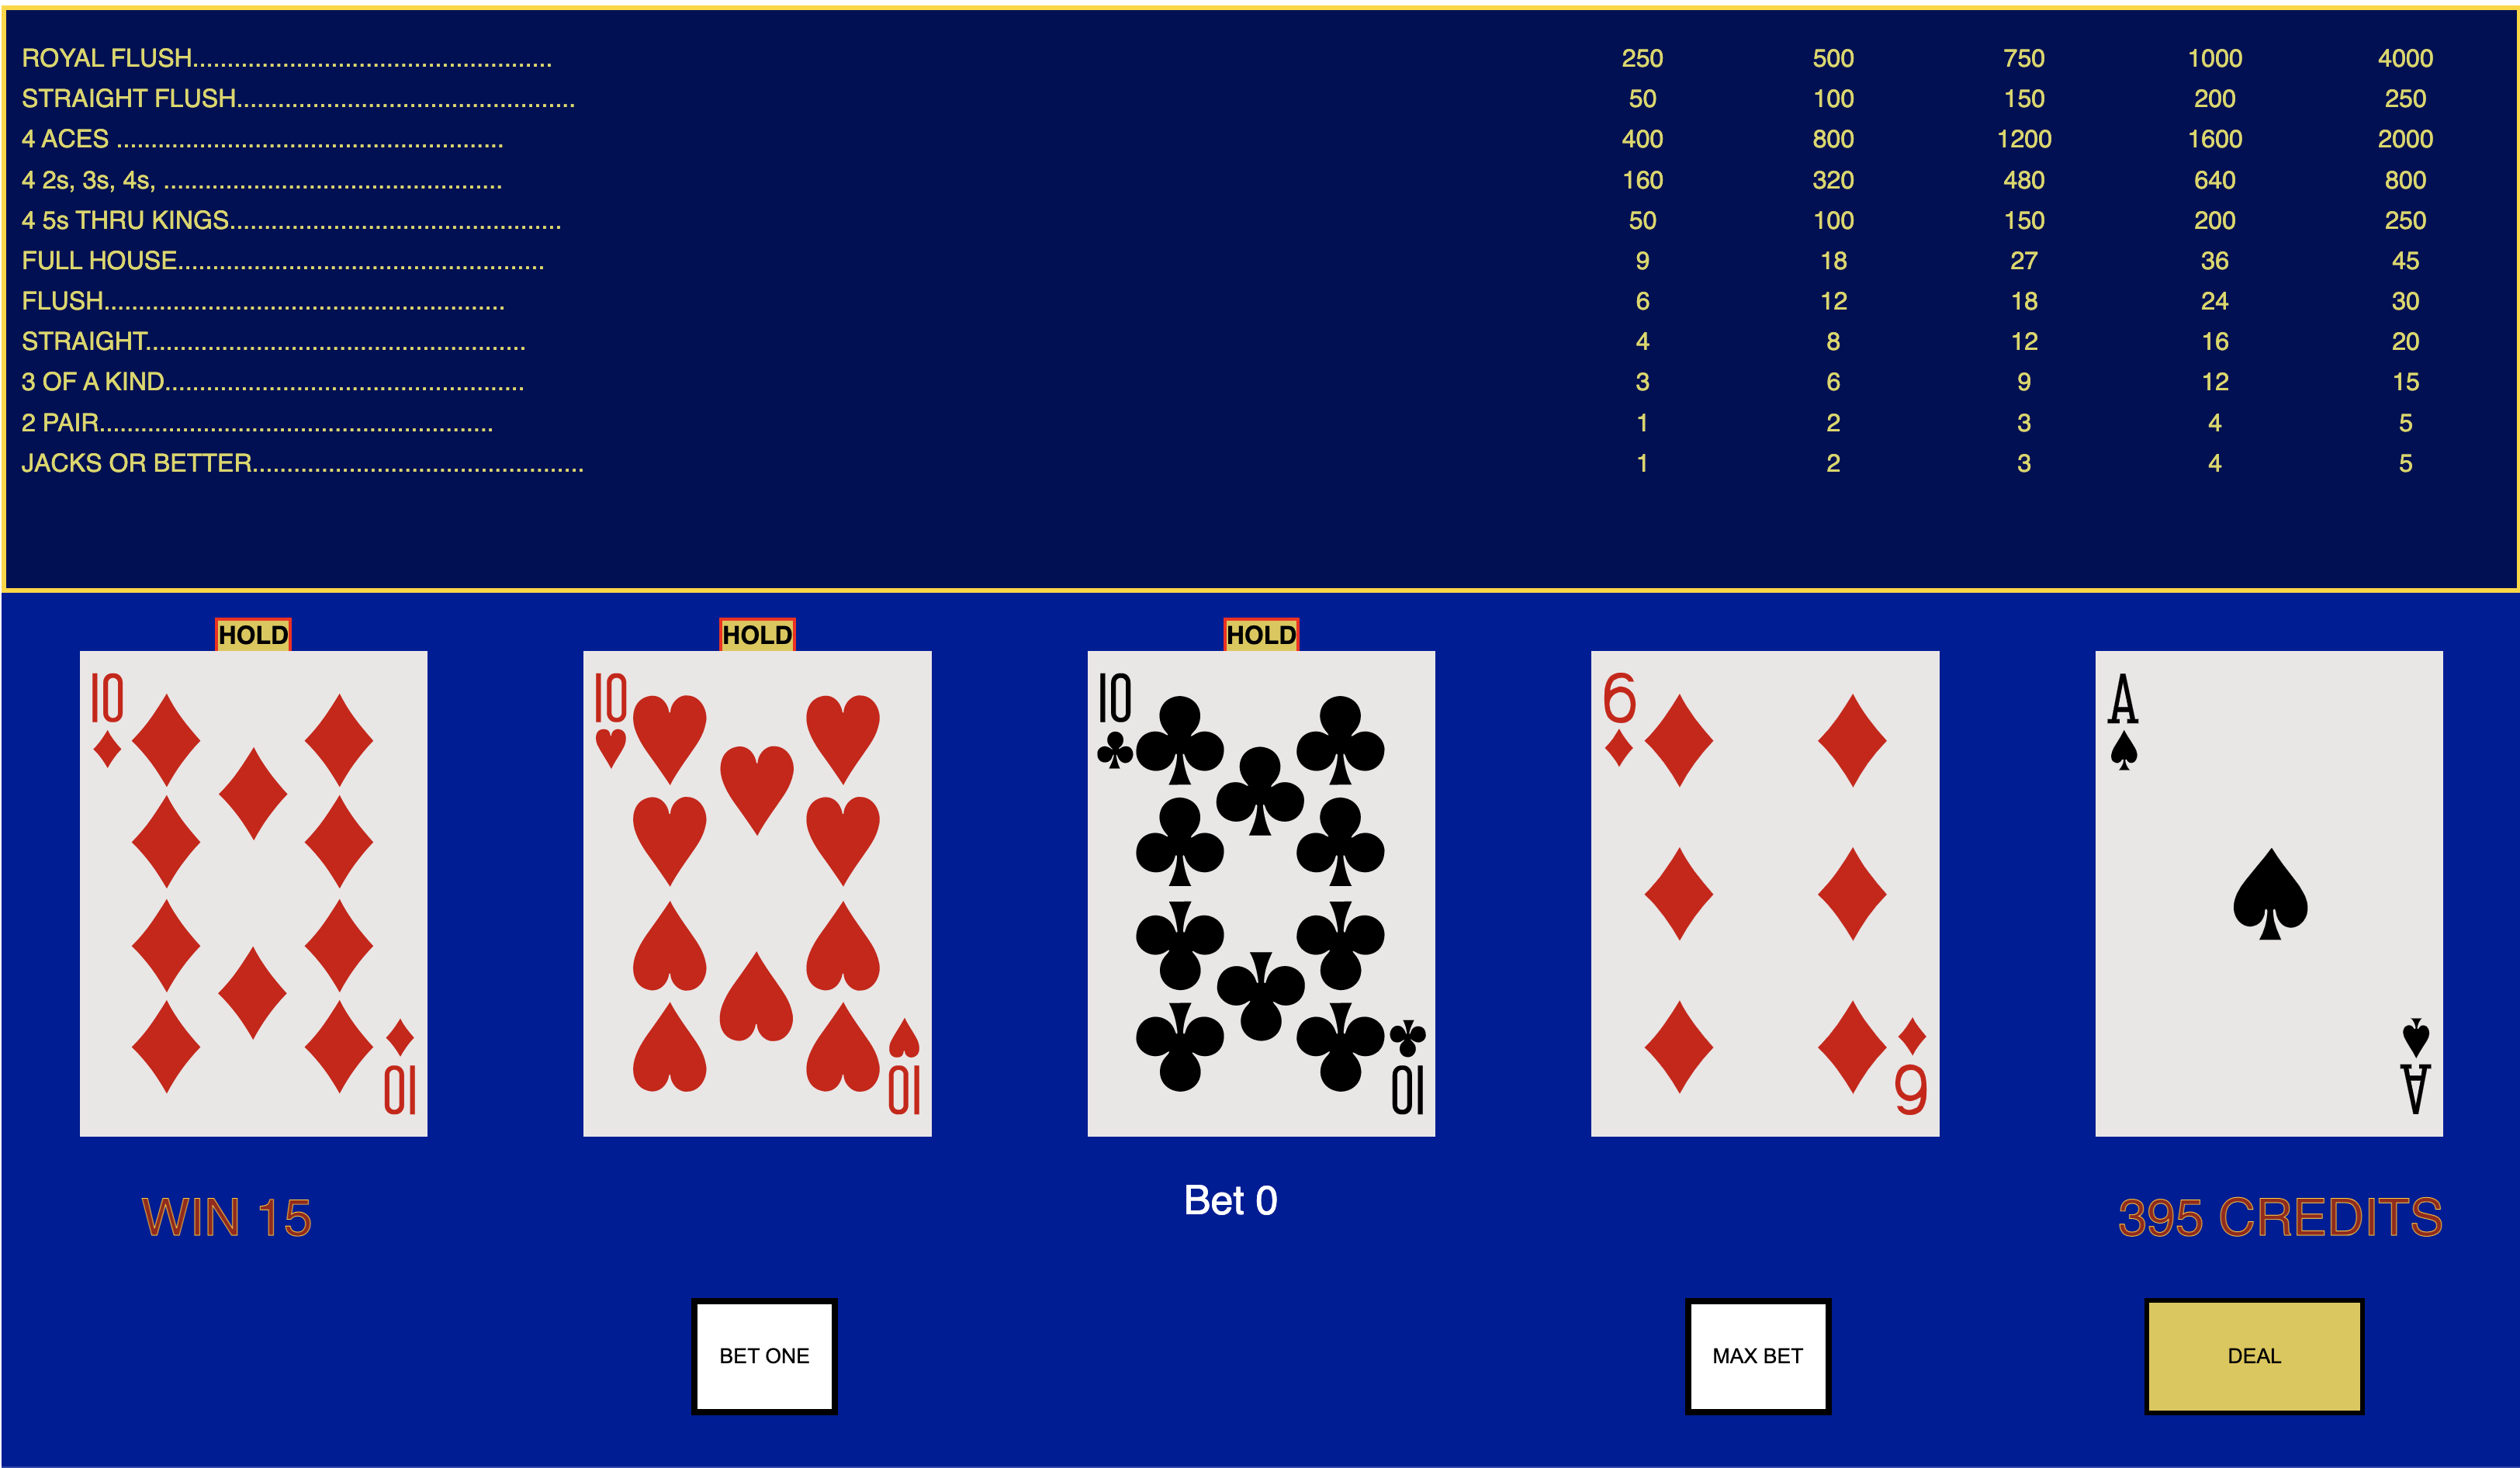 ROYAL FLUSH.................................................... 250 500 750 1000 4000
STRAIGHT FLUSH................................................. 50 100 150 200 250
4 ACES ........................................................ 400 800 1200 1600 2000
4 2s, 3s, 4s, ................................................. 160 320 480 640 800
4 5s THRU KINGS................................................ 50 100 150 200 250
FULL HOUSE..................................................... 9 18 27 36 45
FLUSH.......................................................... 6 12 18 24 30
STRAIGHT....................................................... 4 8 12 16 20
3 OF A KIND.................................................... 3 6 9 12 15
2 PAIR......................................................... 1 2 3 4 5
JACKS OR BETTER................................................ 1 2 3 4 5
HOLD HOLD HOLD
10 10 10 6 A
10 10 10 6 A
WIN 15 Bet 0 395 CREDITS
BET ONE MAX BET DEAL